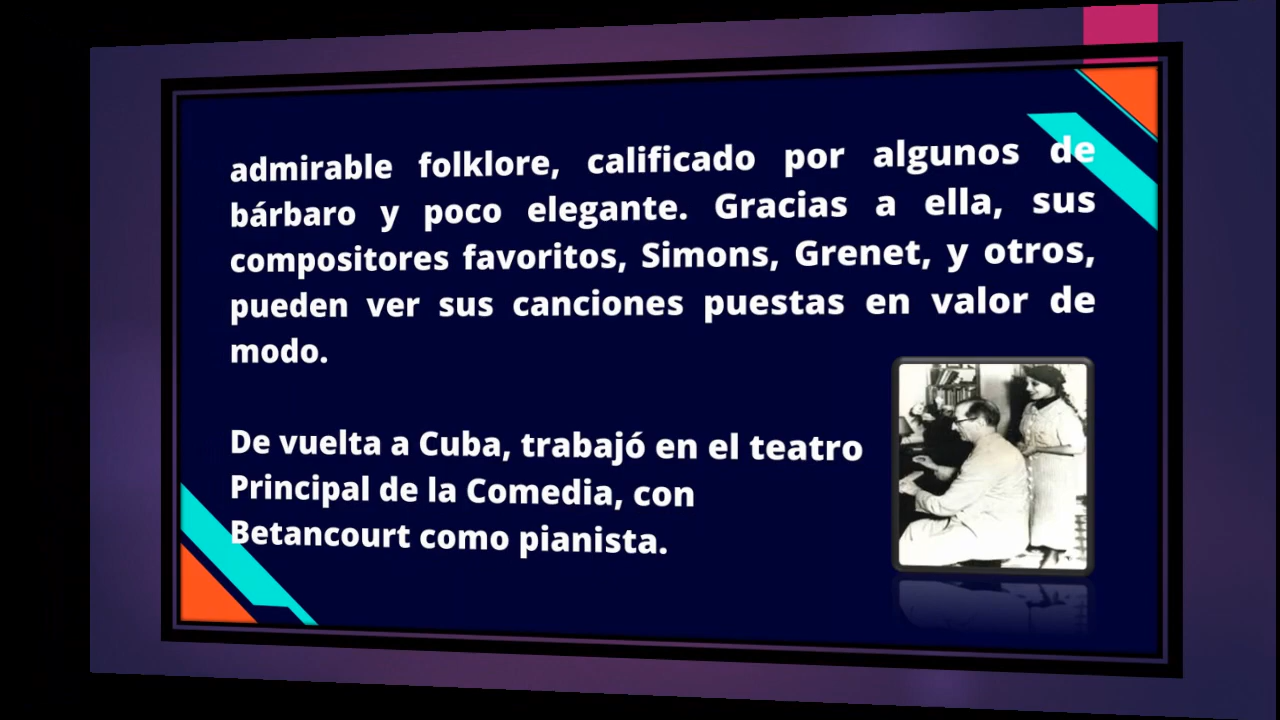 admirable folklore, calificado por algunos de
bárbaro y poco elegante. Gracias a ella, sus
compositores favoritos, Simons, Grenet, y otros,
pueden ver sus canciones puestas en valor de
modo.
De vuelta a Cuba, trabajó en el teatro
Principal de la Comedia, con
Betancourt como pianista.